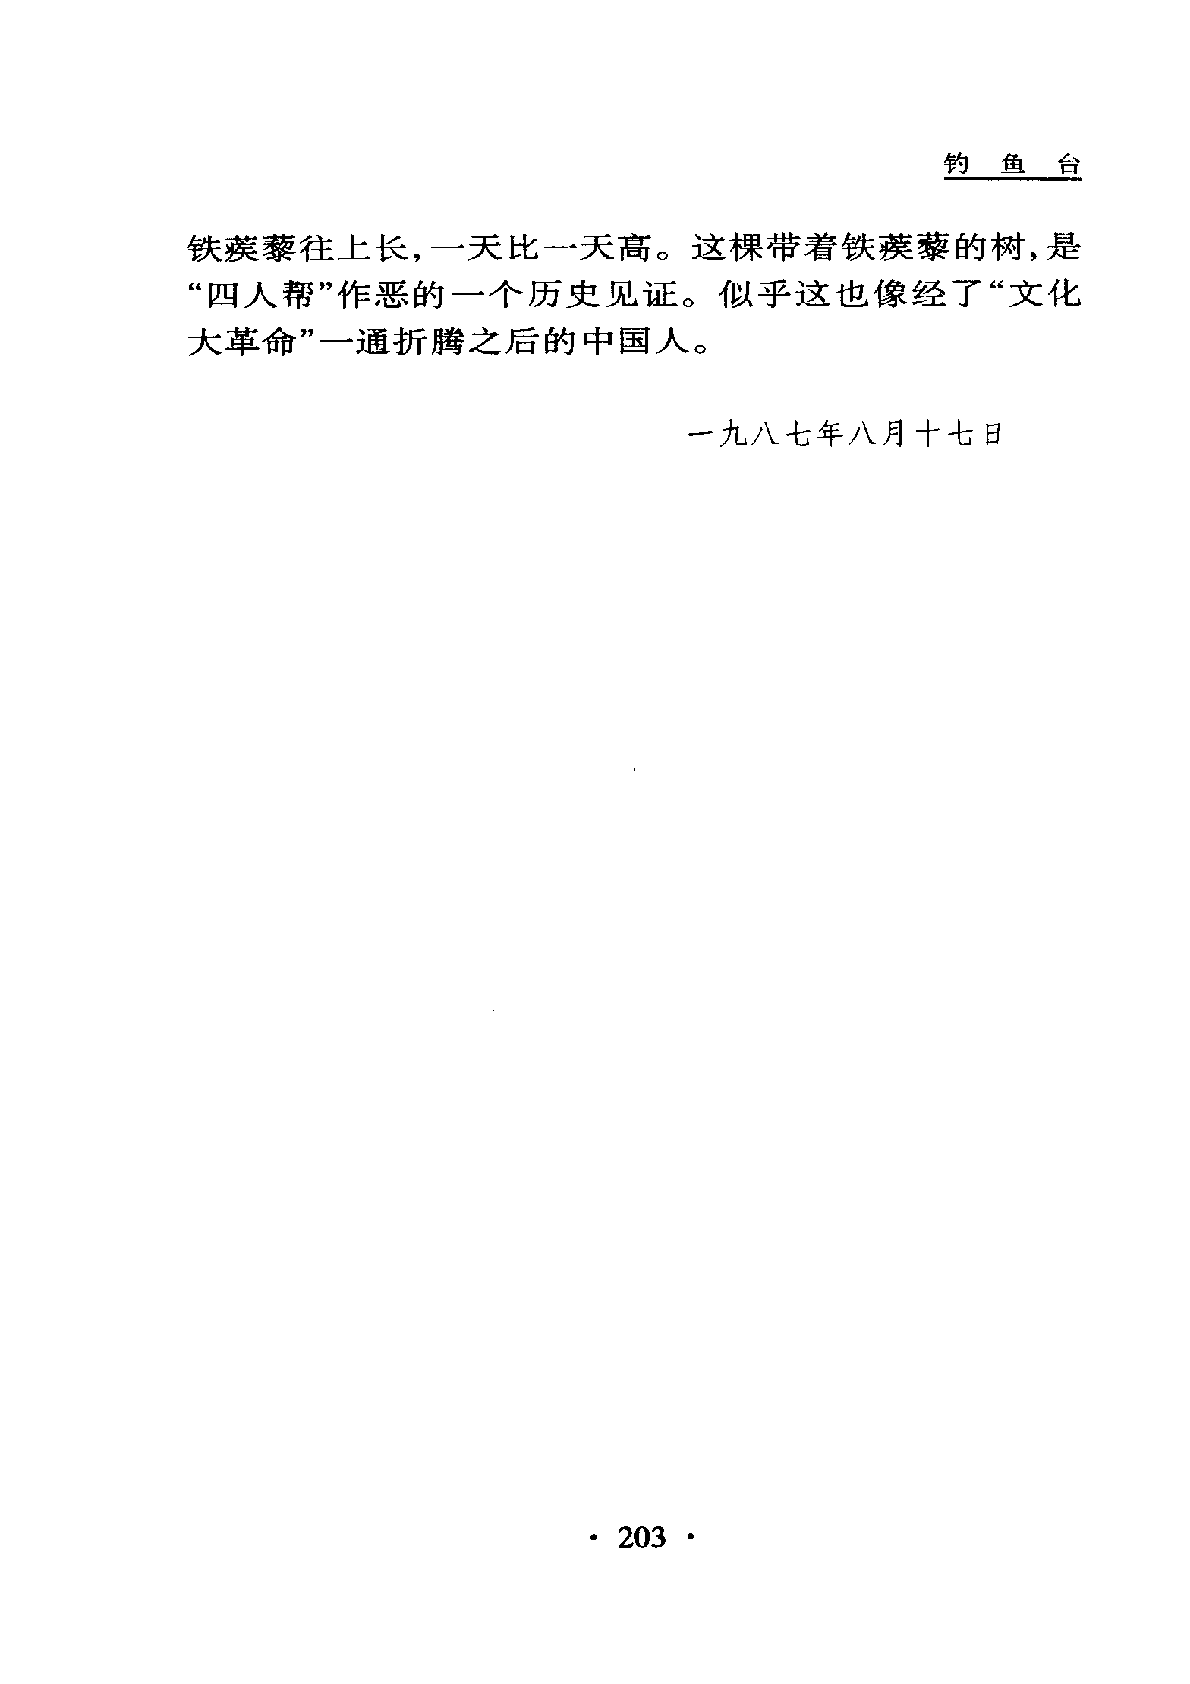 钓 鱼 台
铁蒺藜往上长,一天比一天高。这棵带着铁蒺藜的树,是
“四人帮”作恶的一个历史见证。似乎这也像经了“文化
大革命”一通折腾之后的中国人。
一九八七年八月十七日
· 203 ·